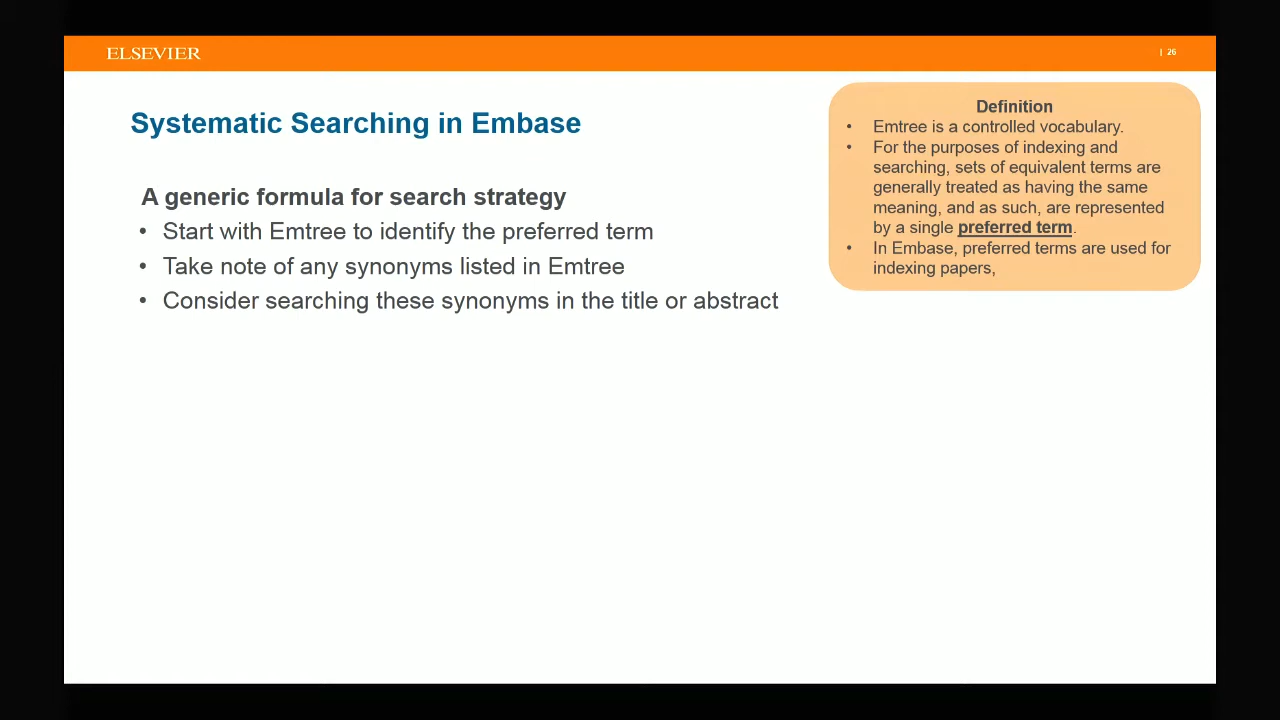 ELSEVIER
| 26
Systematic Searching in Embase
A generic formula for search strategy
• Start with Emtree to identify the preferred term
• Take note of any synonyms listed in Emtree
• Consider searching these synonyms in the title or abstract
Definition
• Emtree is a controlled vocabulary.
• For the purposes of indexing and
searching, sets of equivalent terms are
generally treated as having the same
meaning, and as such, are represented
by a single preferred term.
• In Embase, preferred terms are used for
indexing papers,